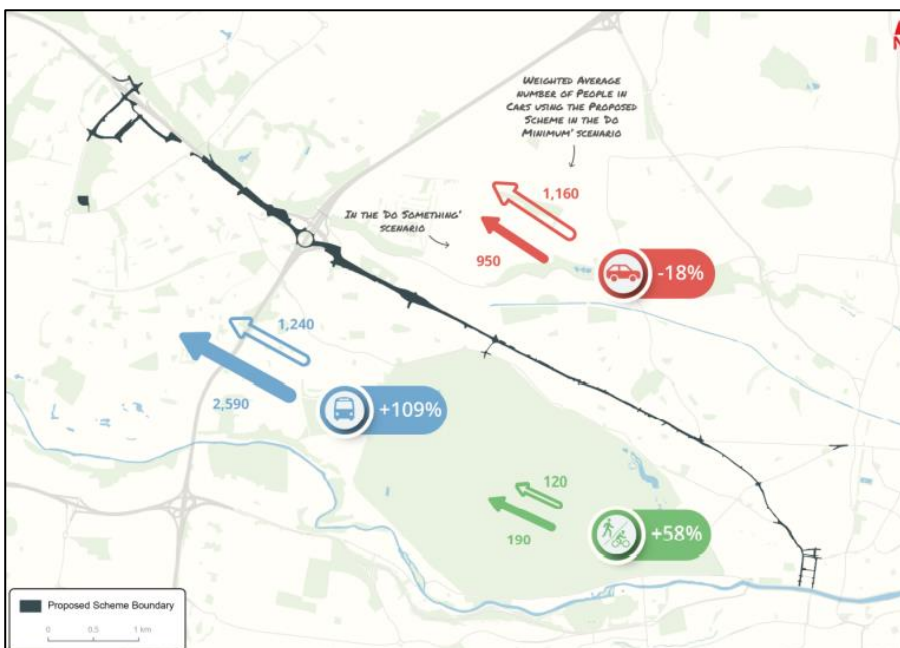 N
WEIGHTED AVERAGE
NUMBER OF PEOPLE IN
CARS USING THE PROPOSED
SCHEME IN THE 'DO
MINIMUM' SCENARIO
1,160
IN THE 'DO SOMETHING'
SCENARIO
950
-18%
1,240
2,590
+109%
120
190
+58%
Proposed Scheme Boundary
0 0.5 1 km